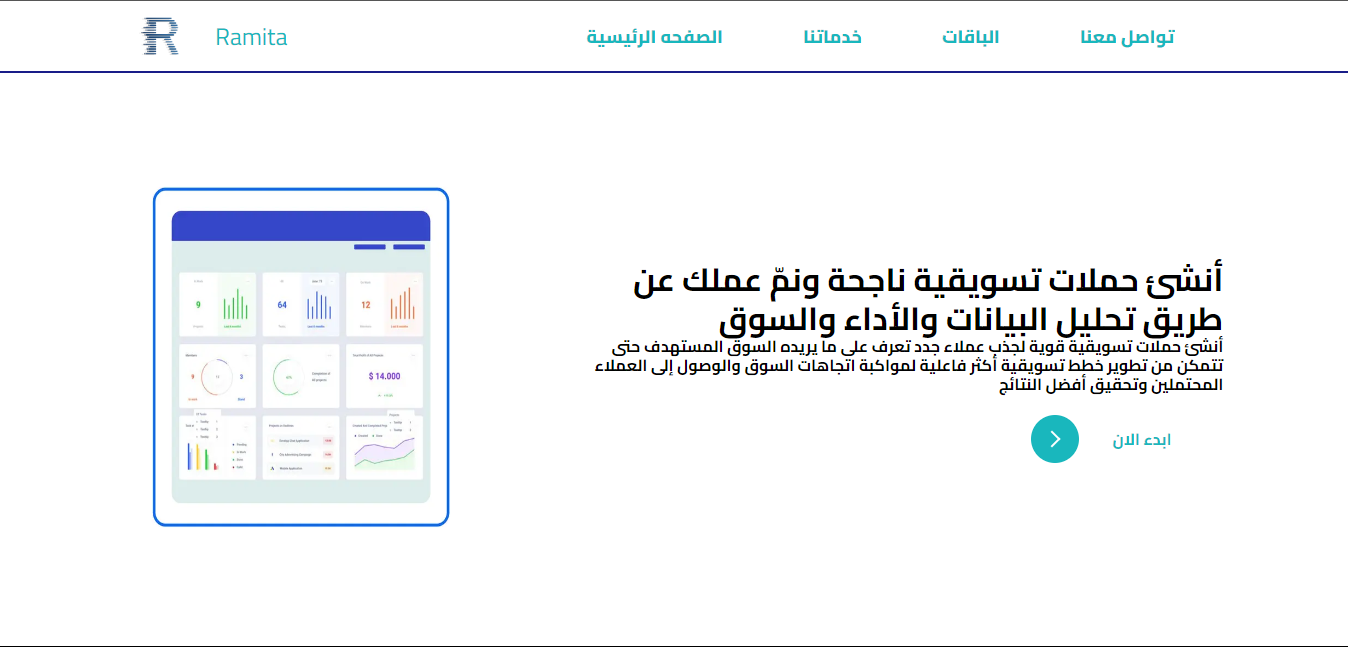 Ramita
الصفحه الرئيسية
خدماتنا
الباقات
تواصل معنا
أنشئ حملات تسويقية ناجحة ونمّ عملك عن
طريق تحليل البيانات والأداء والسوق
أنشئ حملات تسويقية قوية لجذب عملاء جدد تعرف على ما يريده السوق المستهدف حتى
تتمكن من تطوير خطط تسويقية أكثر فاعلية لمواكبة اتجاهات السوق والوصول إلى العملاء
المحتملين وتحقيق أفضل النتائج
ابدء الان
9
64
12
9
3
$ 14.000